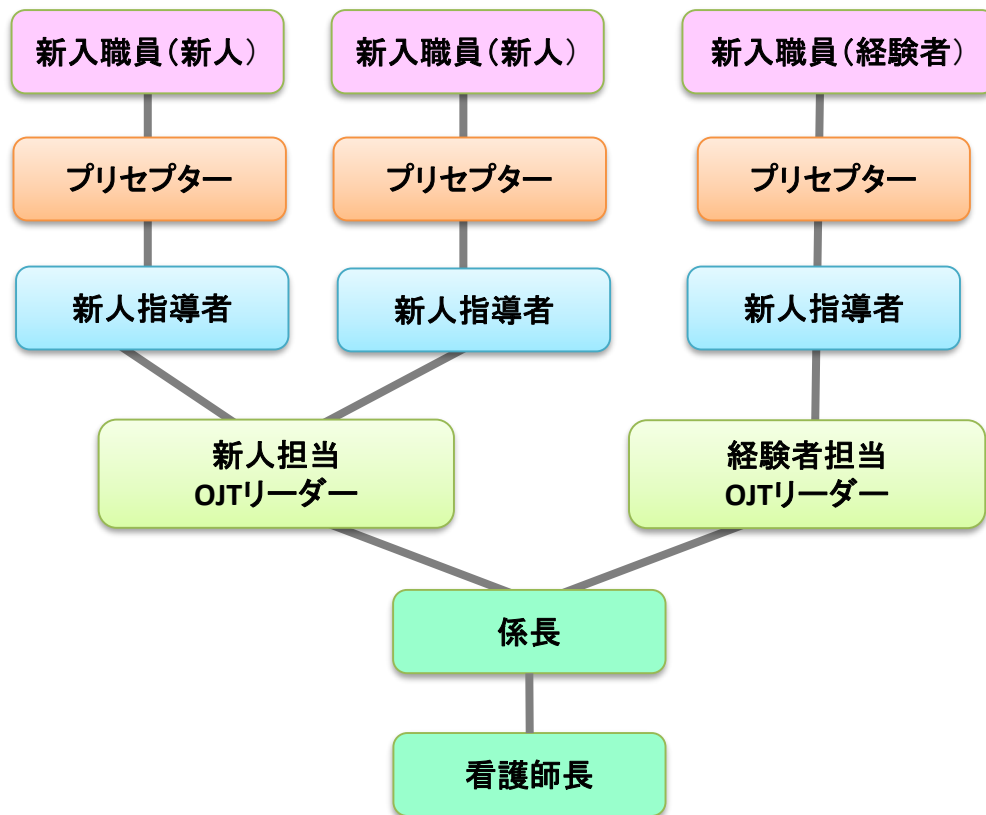 新入職員（新人）
新入職員（新人）
新入職員（経験者）
プリセプター
プリセプター
プリセプター
新人指導者
新人指導者
新人指導者
新人担当
OJTリーダー
経験者担当
OJTリーダー
係長
看護師長